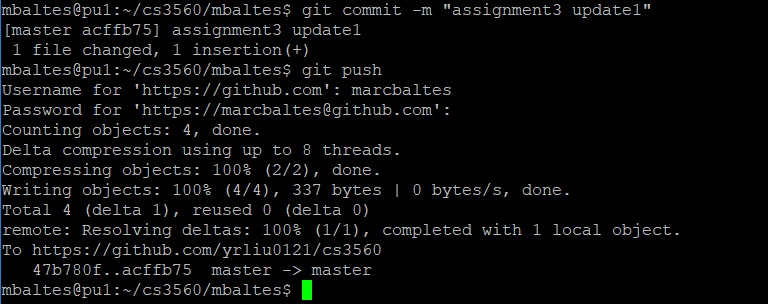 mbaltes@pu1:~/cs3560/mbaltes$ git commit -m "assignment3 update1"
[master acffb75] assignment3 update1
 1 file changed, 1 insertion(+)
mbaltes@pu1:~/cs3560/mbaltes$ git push
Username for 'https://github.com': marcbaltes
Password for 'https://marcbaltes@github.com':
Counting objects: 4, done.
Delta compression using up to 8 threads.
Compressing objects: 100% (2/2), done.
Writing objects: 100% (4/4), 337 bytes | 0 bytes/s, done.
Total 4 (delta 1), reused 0 (delta 0)
remote: Resolving deltas: 100% (1/1), completed with 1 local object.
To https://github.com/yrliu0121/cs3560
   47b780f..acffb75  master -> master
mbaltes@pu1:~/cs3560/mbaltes$